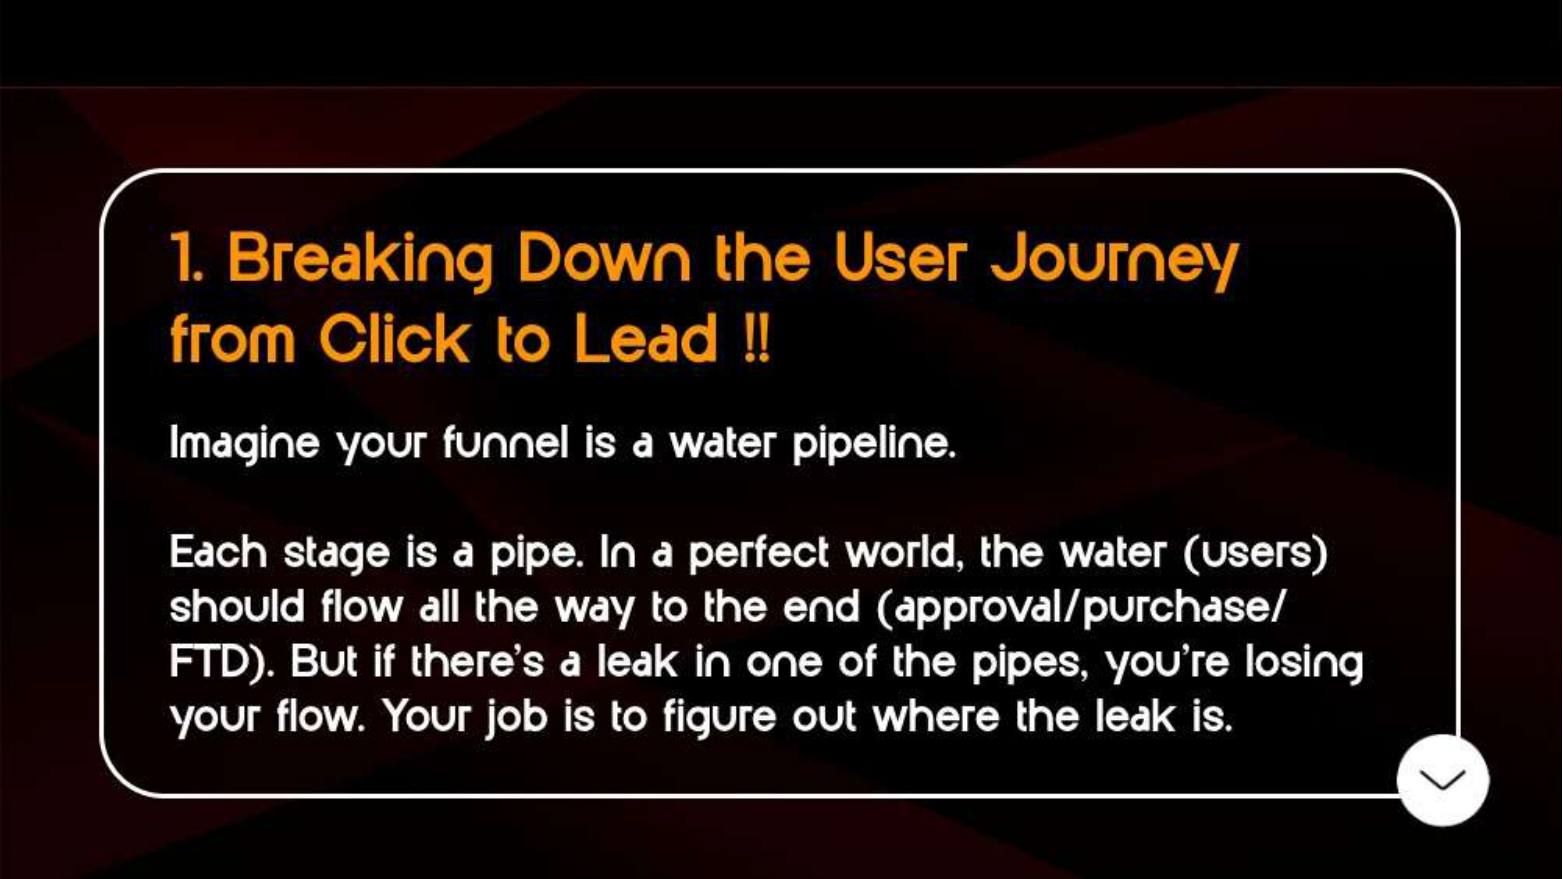 1. Breaking Down the User Journey
from Click to Lead !!
Imagine your funnel is a water pipeline.
Each stage is a pipe. In a perfect world, the water (users)
should flow all the way to the end (approval/purchase/
FTD). But if there's a leak in one of the pipes, you're losing
your flow. Your job is to figure out where the leak is.